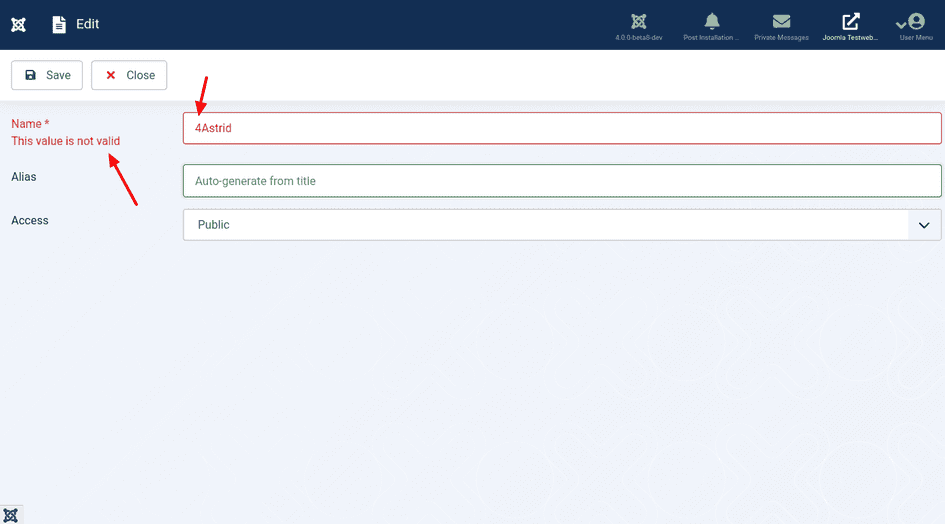 Edit
4.0.0-beta8-dev
Post Installation ...
Private Messages
Joomla Testweb...
User Menu
Save
Close
Name *
4Astrid
This value is not valid
Alias
Auto-generate from title
Access
Public